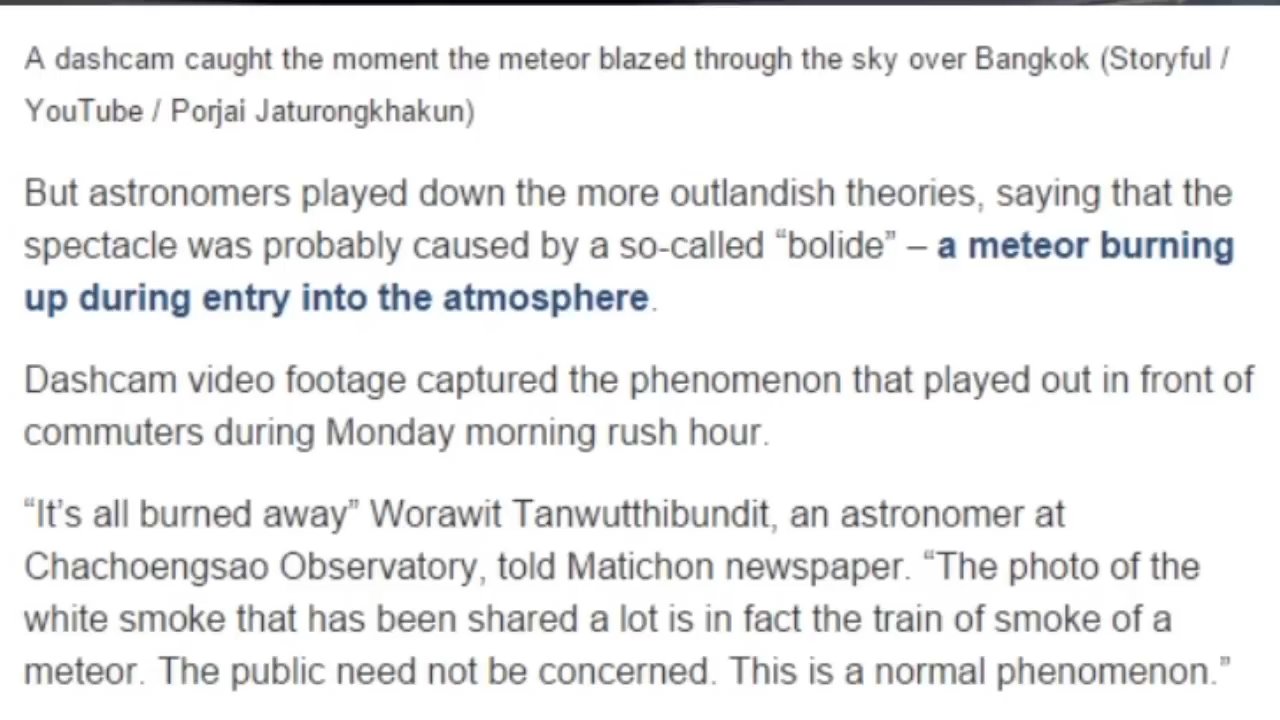 A dashcam caught the moment the meteor blazed through the sky over Bangkok (Storyful /
YouTube / Porjai Jaturongkhakun)
But astronomers played down the more outlandish theories, saying that the
spectacle was probably caused by a so-called “bolide” – a meteor burning
up during entry into the atmosphere.
Dashcam video footage captured the phenomenon that played out in front of
commuters during Monday morning rush hour.
“It’s all burned away” Worawit Tanwutthibundit, an astronomer at
Chachoengsao Observatory, told Matichon newspaper. “The photo of the
white smoke that has been shared a lot is in fact the train of smoke of a
meteor. The public need not be concerned. This is a normal phenomenon.”